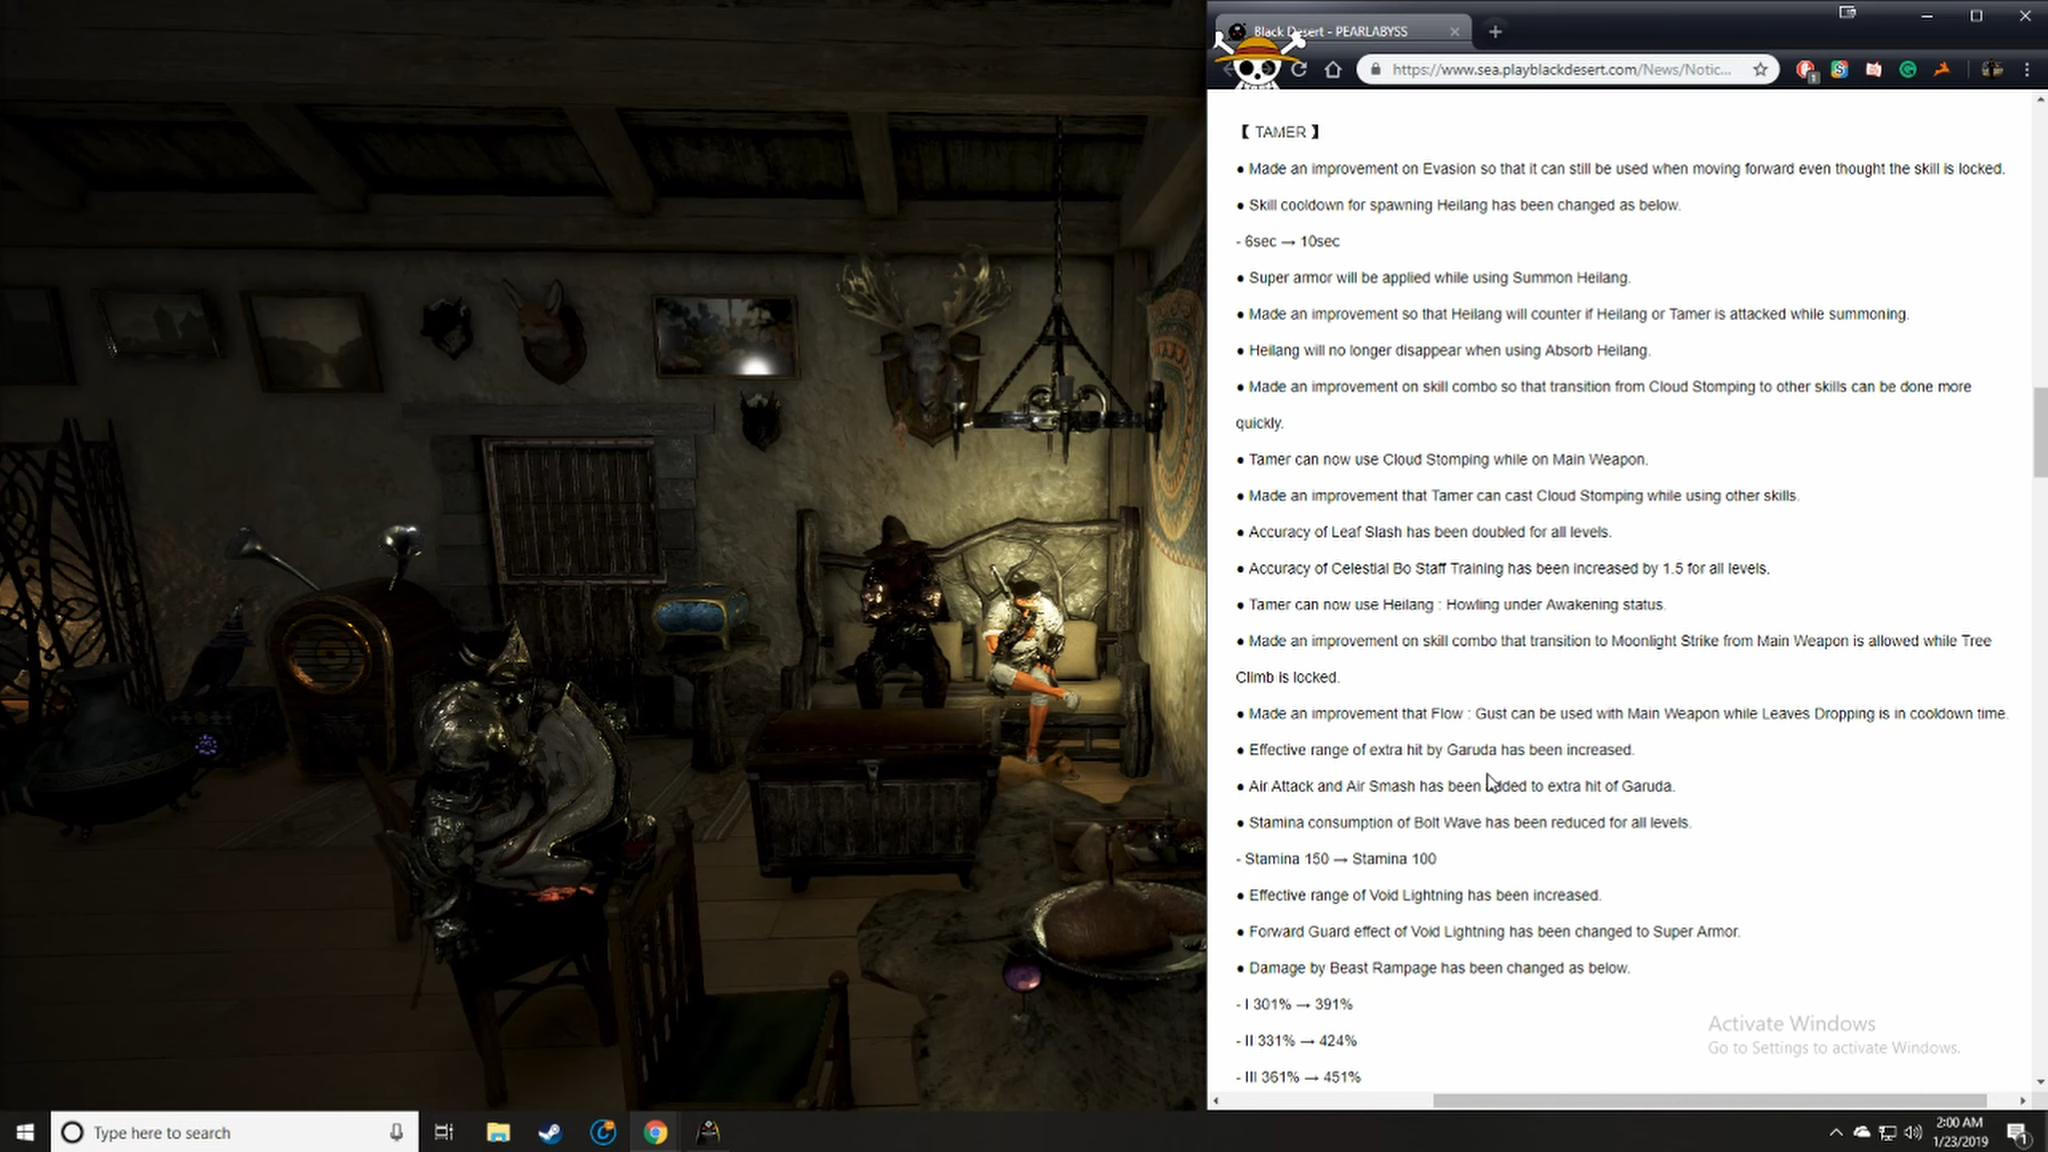 Black Desert - PEARLABYSS
https://www.sea.playblackdesert.com/News/Notic...
【 TAMER 】
● Made an improvement on Evasion so that it can still be used when moving forward even thought the skill is locked.
● Skill cooldown for spawning Heilang has been changed as below.
- 6sec → 10sec
● Super armor will be applied while using Summon Heilang.
● Made an improvement so that Heilang will counter if Heilang or Tamer is attacked while summoning.
● Heilang will no longer disappear when using Absorb Heilang.
● Made an improvement on skill combo so that transition from Cloud Stomping to other skills can be done more
quickly.
● Tamer can now use Cloud Stomping while on Main Weapon.
● Made an improvement that Tamer can cast Cloud Stomping while using other skills.
● Accuracy of Leaf Slash has been doubled for all levels.
● Accuracy of Celestial Bo Staff Training has been increased by 1.5 for all levels.
● Tamer can now use Heilang : Howling under Awakening status.
● Made an improvement on skill combo that transition to Moonlight Strike from Main Weapon is allowed while Tree
Climb is locked.
● Made an improvement that Flow : Gust can be used with Main Weapon while Leaves Dropping is in cooldown time.
● Effective range of extra hit by Garuda has been increased.
● Air Attack and Air Smash has been added to extra hit of Garuda.
● Stamina consumption of Bolt Wave has been reduced for all levels.
- Stamina 150 → Stamina 100
● Effective range of Void Lightning has been increased.
● Forward Guard effect of Void Lightning has been changed to Super Armor.
● Damage by Beast Rampage has been changed as below.
- I 301% → 391%
- II 331% → 424%
- III 361% → 451%
Activate Windows
Go to Settings to activate Windows.
Type here to search
2:00 AM
1/23/2019
1